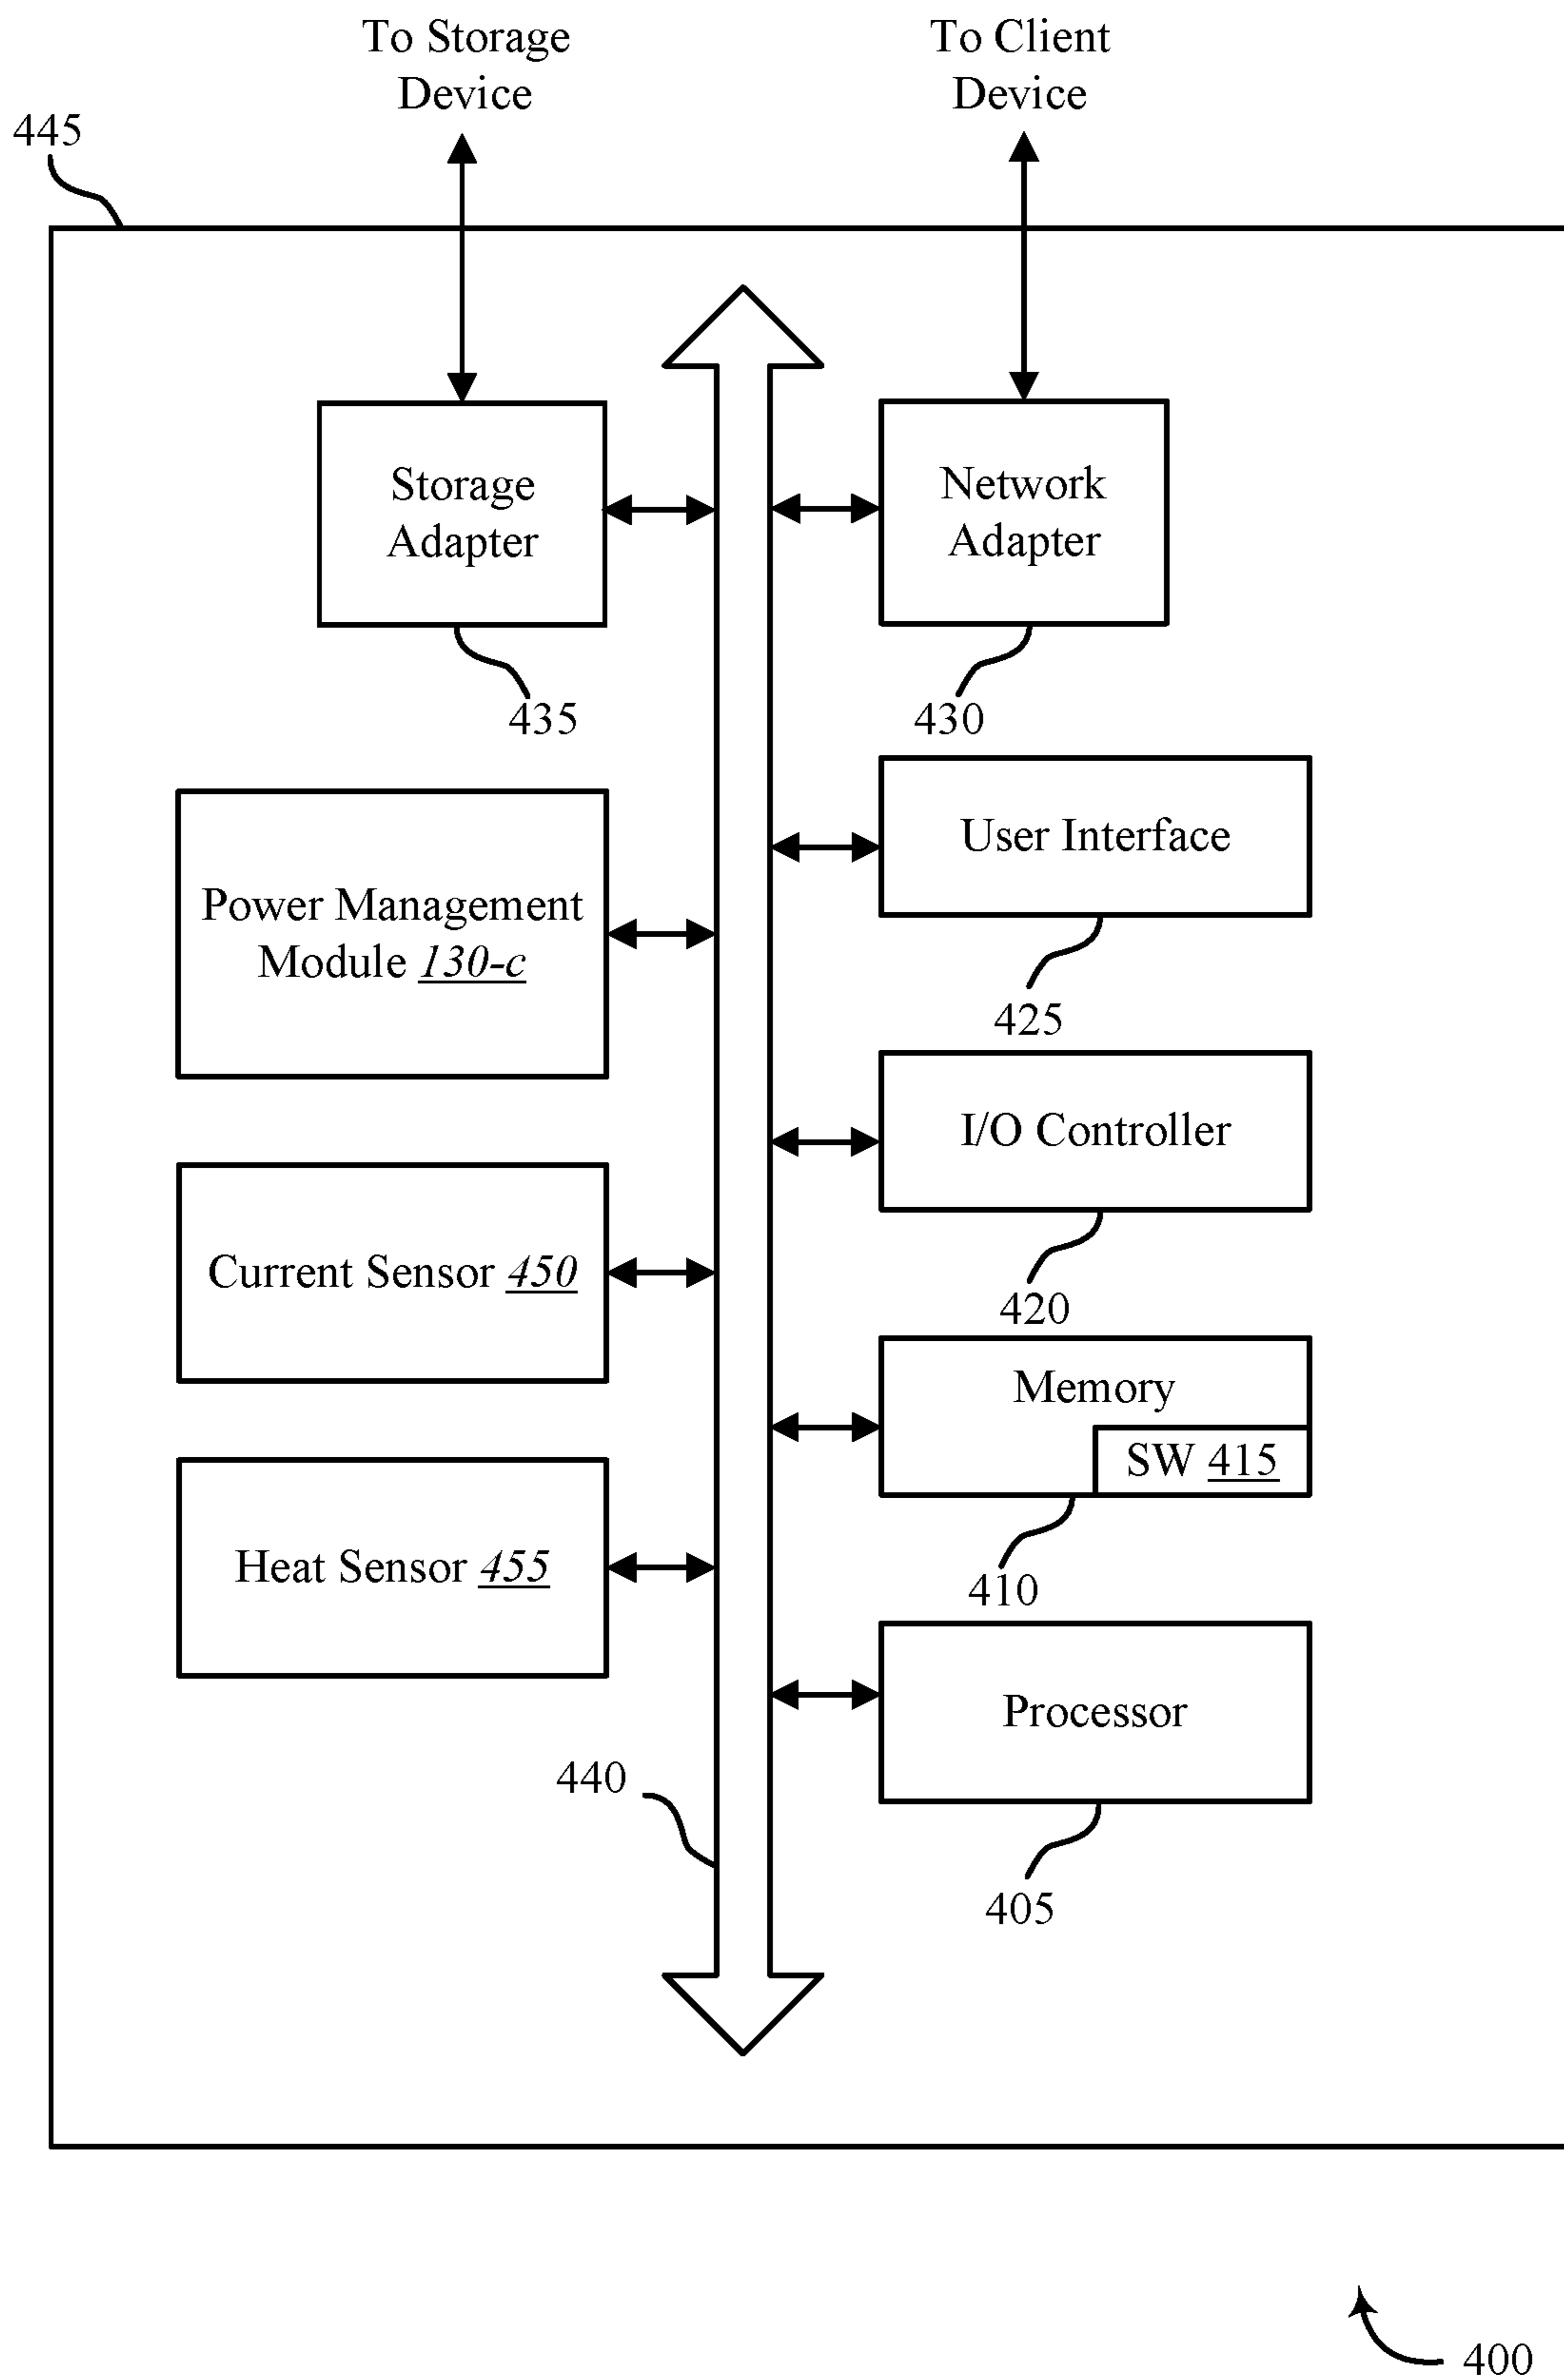 To Storage
Device
To Client
Device
445
Storage
Adapter
Network
Adapter
435
430
User Interface
Power Management
Module 130-c
425
I/O Controller
Current Sensor 450
420
Memory
SW 415
Heat Sensor 455
410
Processor
440
405
400